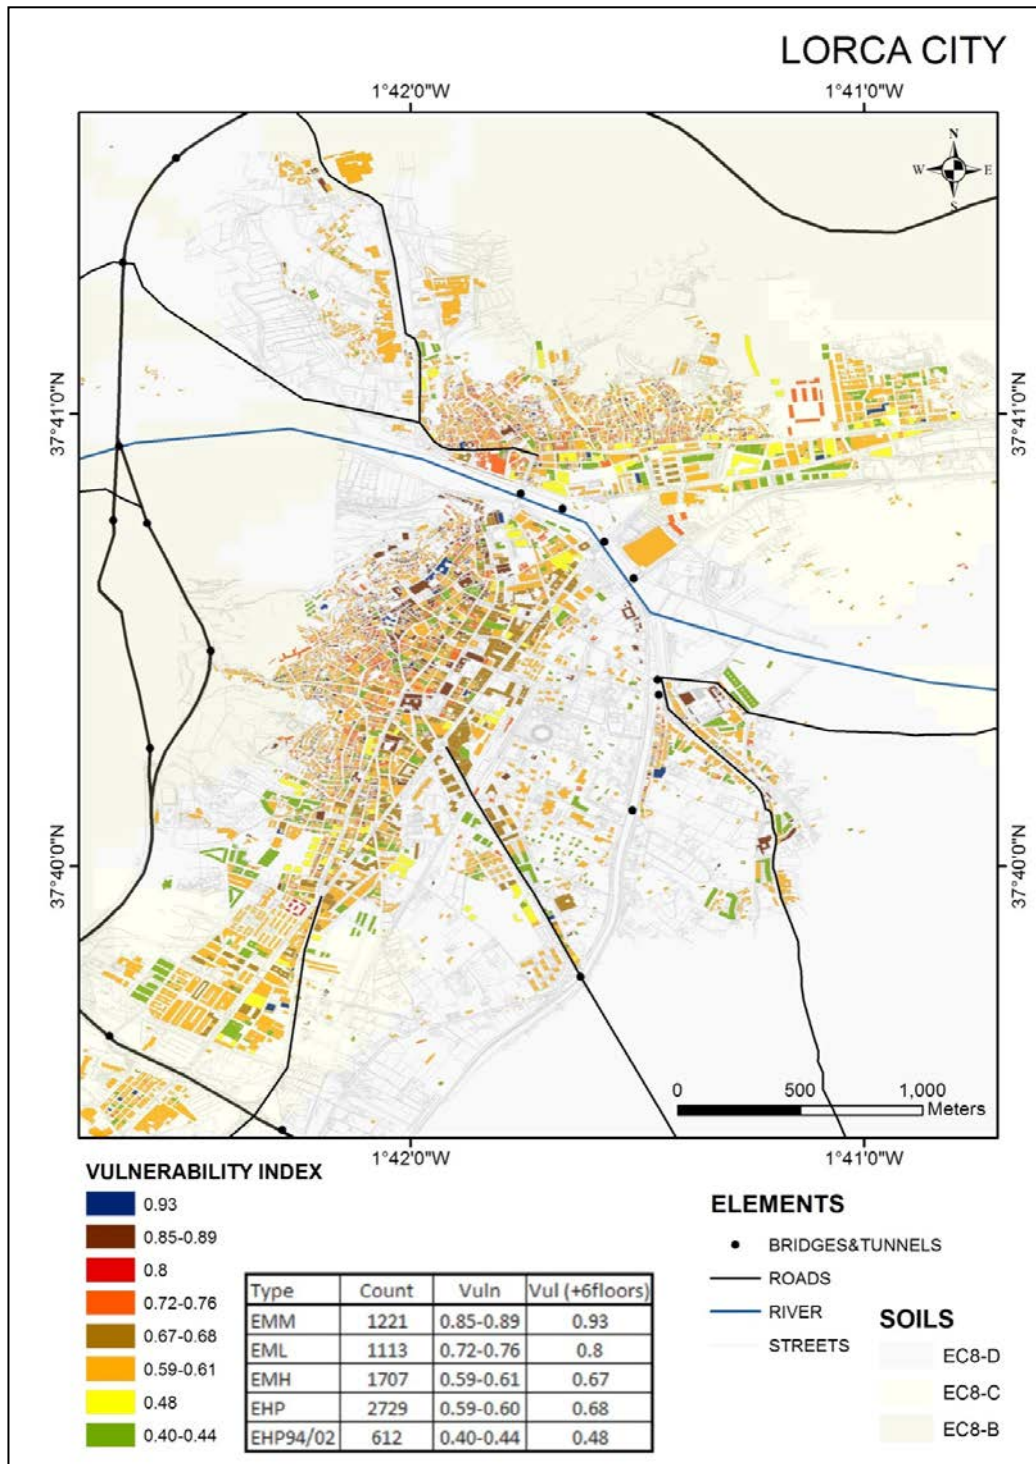 LORCA CITY
1°42'0"W
1°41'0"W
N
W
E
S
37°41'0"N
37°41'0"N
37°40'0"N
37°40'0"N
0
500
1,000
Meters
1°42'0"W
1°41'0"W
VULNERABILITY INDEX
0.93
0.85-0.89
0.8
0.72-0.76
0.67-0.68
0.59-0.61
0.48
0.40-0.44
Type Count Vuln Vul (+6floors)
EMM 1221 0.85-0.89 0.93
EML 1113 0.72-0.76 0.8
EMH 1707 0.59-0.61 0.67
EHP 2729 0.59-0.60 0.68
EHP94/02 612 0.40-0.44 0.48
ELEMENTS
BRIDGES&TUNNELS
ROADS
RIVER
STREETS
SOILS
EC8-D
EC8-C
EC8-B